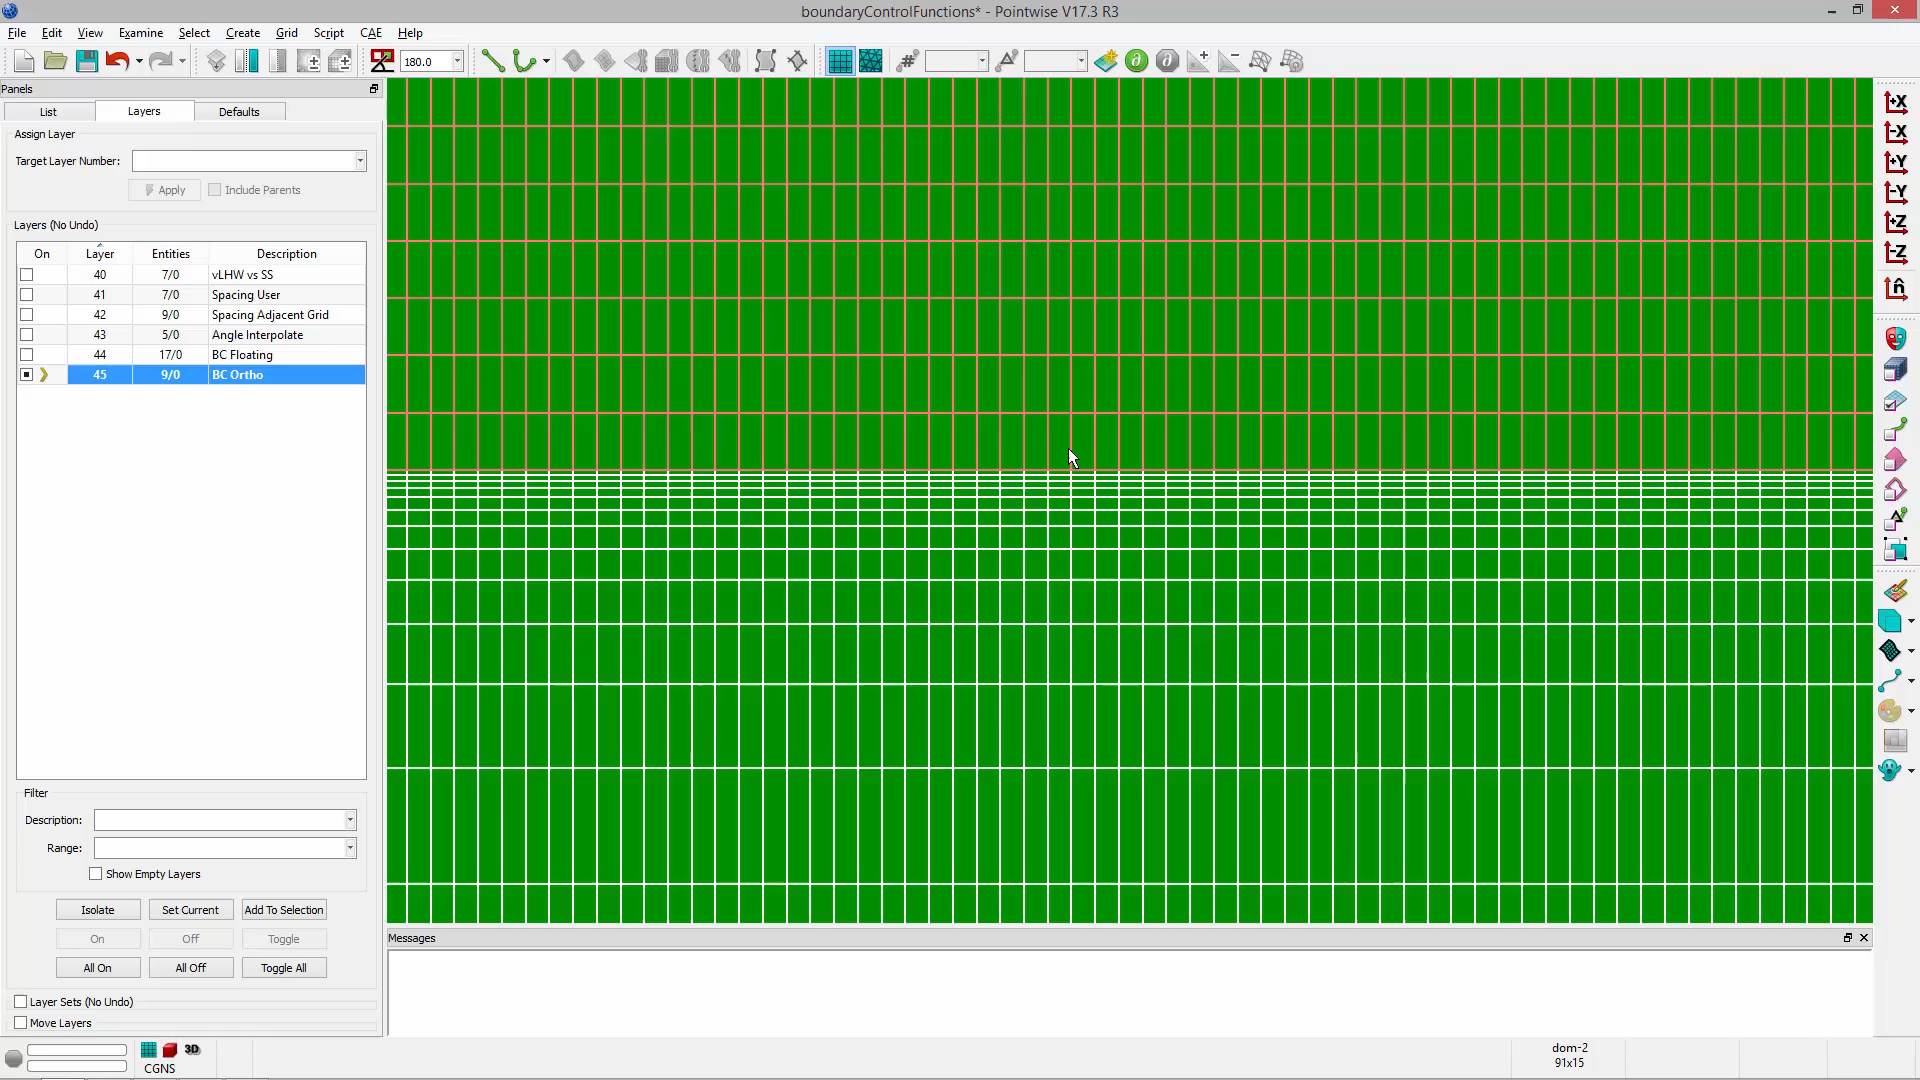 boundaryControlFunctions* - Pointwise V17.3 R3
File Edit View Examine Select Create Grid Script CAE Help
180.0
Panels
List Layers Defaults
Assign Layer
Target Layer Number:
Apply Include Parents
Layers (No Undo)
On Layer Entities Description
40 7/0 vLHW vs SS
41 7/0 Spacing User
42 9/0 Spacing Adjacent Grid
43 5/0 Angle Interpolate
44 17/0 BC Floating
45 9/0 BC Ortho
Filter
Description:
Range:
Show Empty Layers
Isolate Set Current Add To Selection
On Off Toggle
All On All Off Toggle All
Layer Sets (No Undo)
Move Layers
Messages
+X
-X
+Y
-Y
+Z
-Z
n̂
3D
CGNS
dom-2
91x15